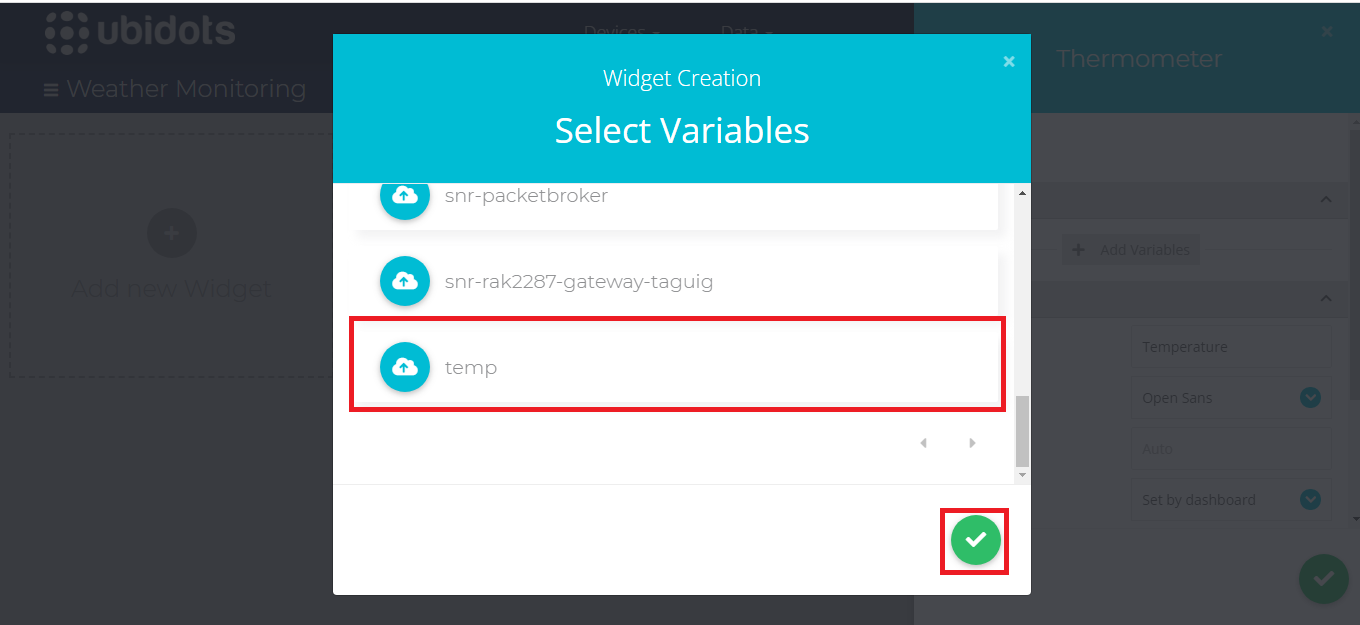 ubidots
Devices
Data
Weather Monitoring
Thermometer
Widget Creation
Select Variables
snr-packetbroker
snr-rak2287-gateway-taguig
temp
Add new Widget
Add Variables
Temperature
Open Sans
Auto
Set by dashboard